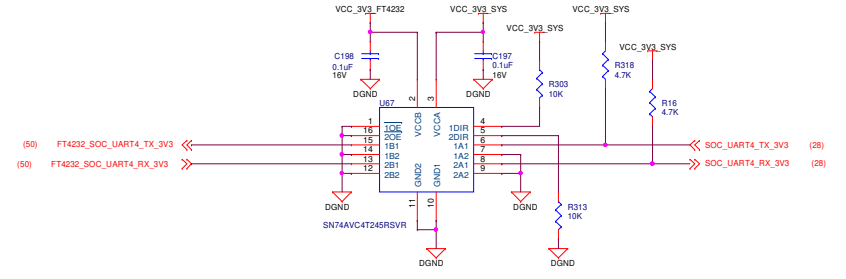 VCC_3V3_FT4232
VCC_3V3_SYS
VCC_3V3_SYS
VCC_3V3_SYS
VCC_3V3_SYS
C198
0.1uF
16V
C197
0.1uF
16V
R303
10K
R318
4.7K
R16
4.7K
DGND
DGND
U67
2
3
VCCB
VCCA
1
16
15
14
13
12
1OE
2OE
1B1
1B2
2B1
2B2
1DIR
2DIR
1A1
1A2
2A1
2A2
4
5
6
7
8
9
GND2
GND1
11
10
(50) FT4232_SOC_UART4_TX_3V3
(50) FT4232_SOC_UART4_RX_3V3
SOC_UART4_TX_3V3 (28)
SOC_UART4_RX_3V3 (28)
DGND
DGND
R313
10K
SN74AVC4T245RSVR
DGND
DGND